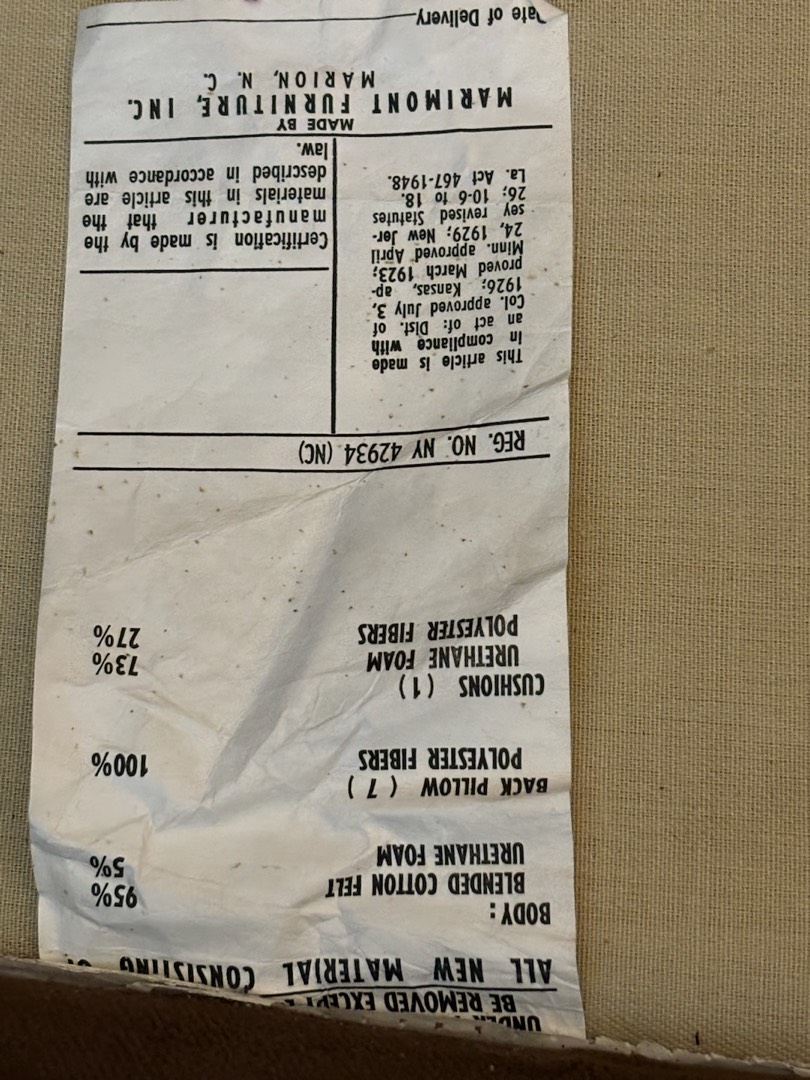 BE REMOVED EXCEPT
ALL NEW MATERIAL CONSISTING
BODY:
BLENDED COTTON FELT 95%
URETHANE FOAM 5%
BACK PILLOW ( 7 )
POLYESTER FIBERS 100%
CUSHIONS ( 1 )
URETHANE FOAM 73%
POLYESTER FIBERS 27%
REG. NO. NY 42934 (NC)
This article is made
in compliance with
an act of: Dist. of
Col. approved July 3,
1926; Kansas, ap-
proved March 1923;
Minn. approved April
24, 1929; New Jer-
sey revised Statutes
26; 10-6 to 18.
La. Act 467-1948.
Certification is made by the
manufacturer that the
materials in this article are
described in accordance with
law.
MADE BY
MARIMONT FURNITURE, INC.
MARION, N. C.
Date of Delivery